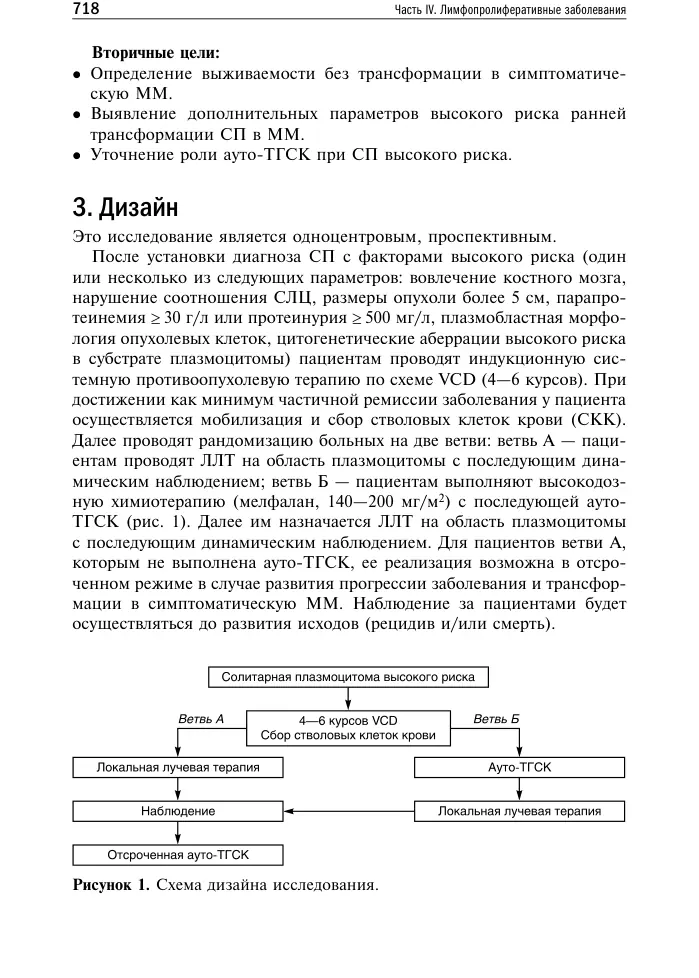 718
Часть IV. Лимфопролиферативные заболевания
Вторичные цели:
● Определение выживаемости без трансформации в симптоматиче-
скую ММ.
● Выявление дополнительных параметров высокого риска ранней
трансформации СП в ММ.
● Уточнение роли ауто-ТГСК при СП высокого риска.
3. Дизайн
Это исследование является одноцентровым, проспективным.
После установки диагноза СП с факторами высокого риска (один
или несколько из следующих параметров: вовлечение костного мозга,
нарушение соотношения СЛЦ, размеры опухоли более 5 см, парапро-
теинемия ≥ 30 г/л или протеинурия ≥ 500 мг/л, плазмобластная морфо-
логия опухолевых клеток, цитогенетические аберрации высокого риска
в субстрате плазмоцитомы) пациентам проводят индукционную сис-
темную противоопухолевую терапию по схеме VCD (4—6 курсов). При
достижении как минимум частичной ремиссии заболевания у пациента
осуществляется мобилизация и сбор стволовых клеток крови (СКК).
Далее проводят рандомизацию больных на две ветви: ветвь А — паци-
ентам проводят ЛЛТ на область плазмоцитомы с последующим дина-
мическим наблюдением; ветвь Б — пациентам выполняют высокодоз-
ную химиотерапию (мелфалан, 140—200 мг/м²) с последующей ауто-
ТГСК (рис. 1). Далее им назначается ЛЛТ на область плазмоцитомы
с последующим динамическим наблюдением. Для пациентов ветви А,
которым не выполнена ауто-ТГСК, ее реализация возможна в отсро-
ченном режиме в случае развития прогрессии заболевания и трансфор-
мации в симптоматическую ММ. Наблюдение за пациентами будет
осуществляться до развития исходов (рецидив и/или смерть).
Солитарная плазмоцитома высокого риска
Ветвь А
4—6 курсов VCD
Сбор стволовых клеток крови
Ветвь Б
Локальная лучевая терапия
Ауто-ТГСК
Наблюдение
Локальная лучевая терапия
Отсроченная ауто-ТГСК
Рисунок 1. Схема дизайна исследования.